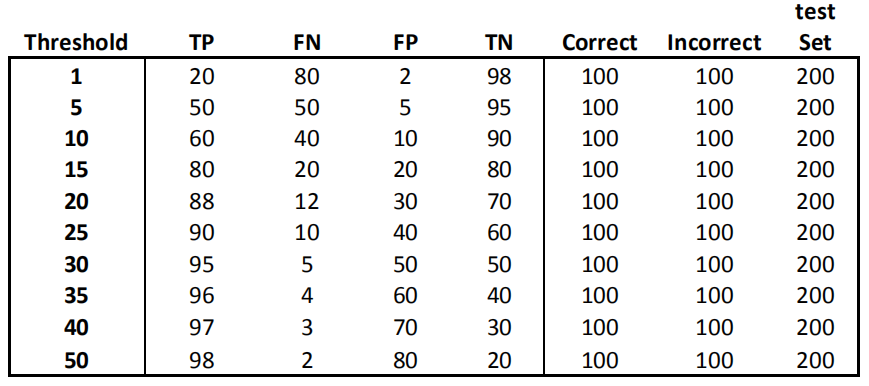 test
Threshold TP FN FP TN Correct Incorrect Set
1 20 80 2 98 100 100 200
5 50 50 5 95 100 100 200
10 60 40 10 90 100 100 200
15 80 20 20 80 100 100 200
20 88 12 30 70 100 100 200
25 90 10 40 60 100 100 200
30 95 5 50 50 100 100 200
35 96 4 60 40 100 100 200
40 97 3 70 30 100 100 200
50 98 2 80 20 100 100 200